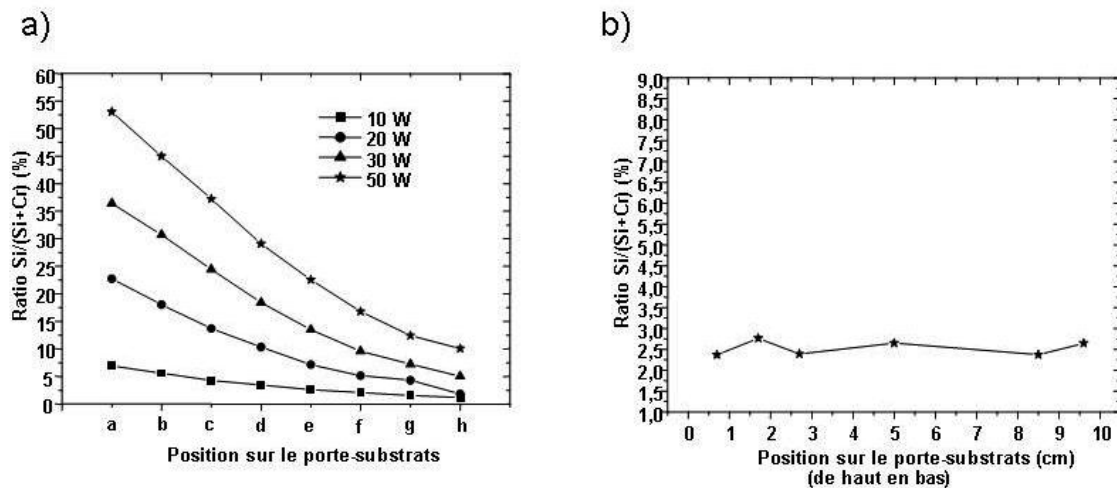 a)
Ratio Si/(Si+Cr) (%)
60
55
50
45
40
35
30
25
20
15
10
5
0
10 W
20 W
30 W
50 W
a b c d e f g h
Position sur le porte-substrats
b)
Ratio Si/(Si+Cr) (%)
9,0
8,5
8,0
7,5
7,0
6,5
6,0
5,5
5,0
4,5
4,0
3,5
3,0
2,5
2,0
1,5
1,0
0 1 2 3 4 5 6 7 8 9 10
Position sur le porte-substrats (cm)
(de haut en bas)